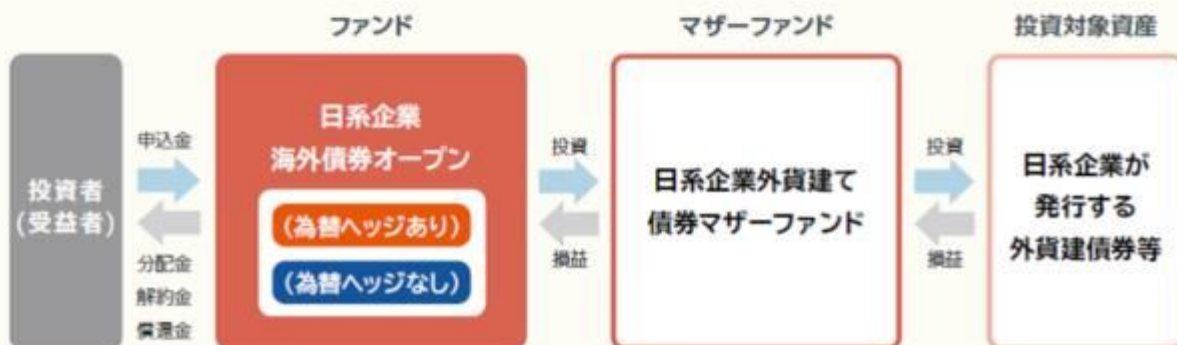 ファンド
マザーファンド
投資対象資産
投資者
(受益者)
申込金
分配金
解約金
償還金
日系企業
海外債券オープン
(為替ヘッジあり)
(為替ヘッジなし)
投資
損益
日系企業外貨建て
債券マザーファンド
投資
損益
日系企業が
発行する
外貨建債券等